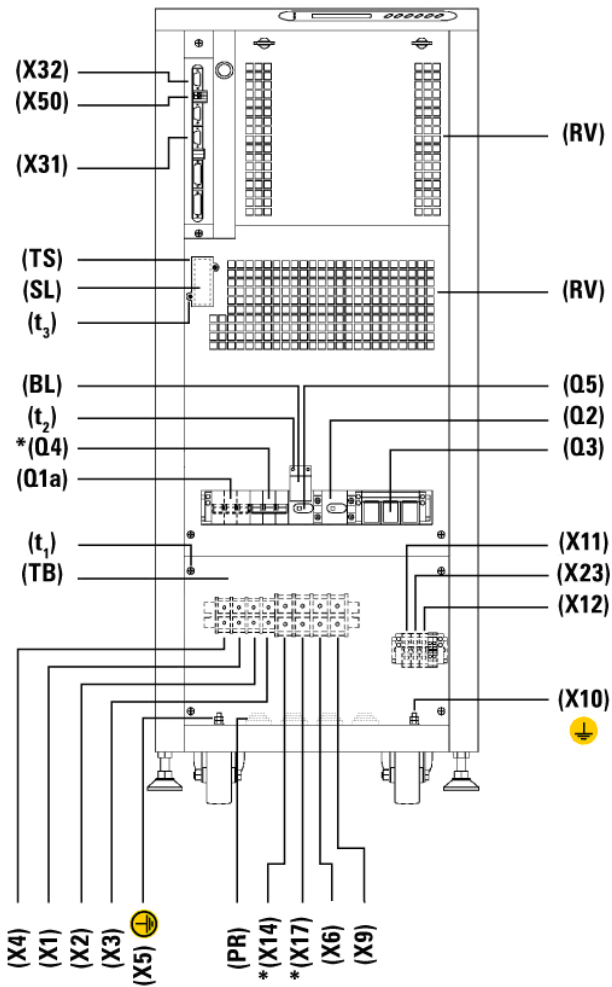 (X32)
(X50)
(X31)
(RV)
(TS)
(SL)
(t₃)
(RV)
(BL)
(t₂)
*(Q4)
(Q1a)
(Q5)
(Q2)
(Q3)
(t₁)
(TB)
(X11)
(X23)
(X12)
(X10)
(X4)
(X1)
(X2)
(X3)
(X5)
(PR)
*(X14)
*(X17)
(X6)
(X9)